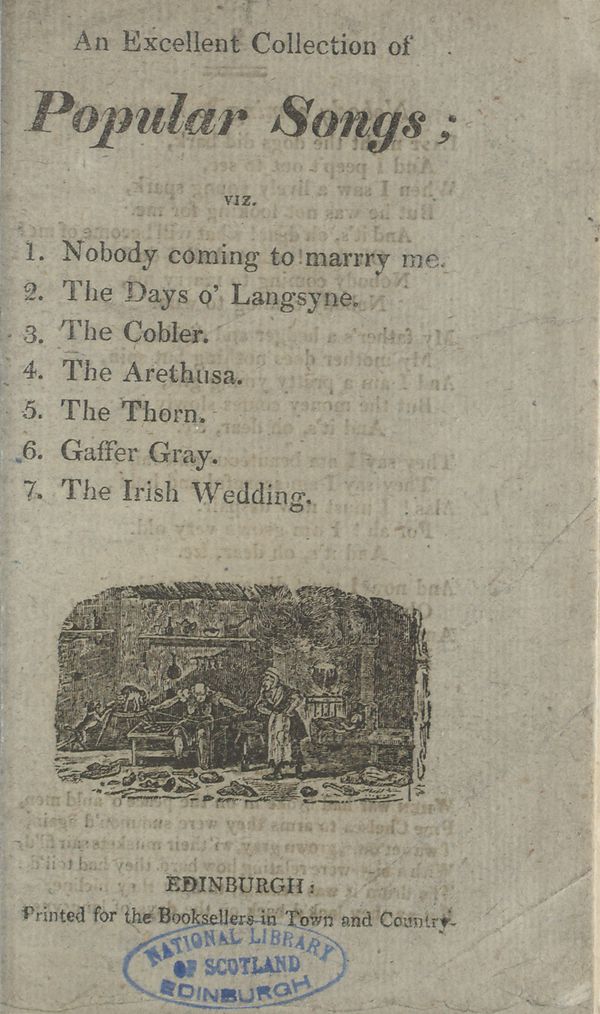 An Excellent Collection of
Popular Songs;
VIZ.
1. Nobody coming to marrry me.
2. The Days o' Langsyne.
3. The Cobler.
4. The Arethusa.
5. The Thorn.
6. Gaffer Gray.
7. The Irish Wedding.
EDINBURGH:
Printed for the Booksellers in Town and Country.
NATIONAL LIBRARY
OF SCOTLAND
EDINBURGH